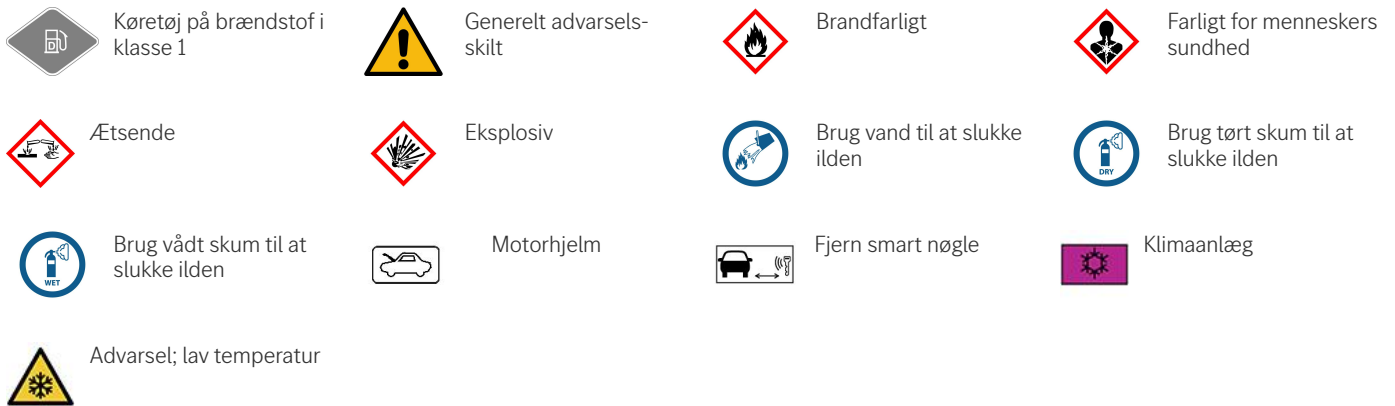 D
Køretøj på brændstof i
klasse 1
Generelt advarsels-
skilt
Brandfarligt
Farligt for menneskers
sundhed
Ætsende
Eksplosiv
Brug vand til at slukke
ilden
DRY
Brug tørt skum til at
slukke ilden
WET
Brug vådt skum til at
slukke ilden
Motorhjelm
Fjern smart nøgle
Klimaanlæg
Advarsel; lav temperatur